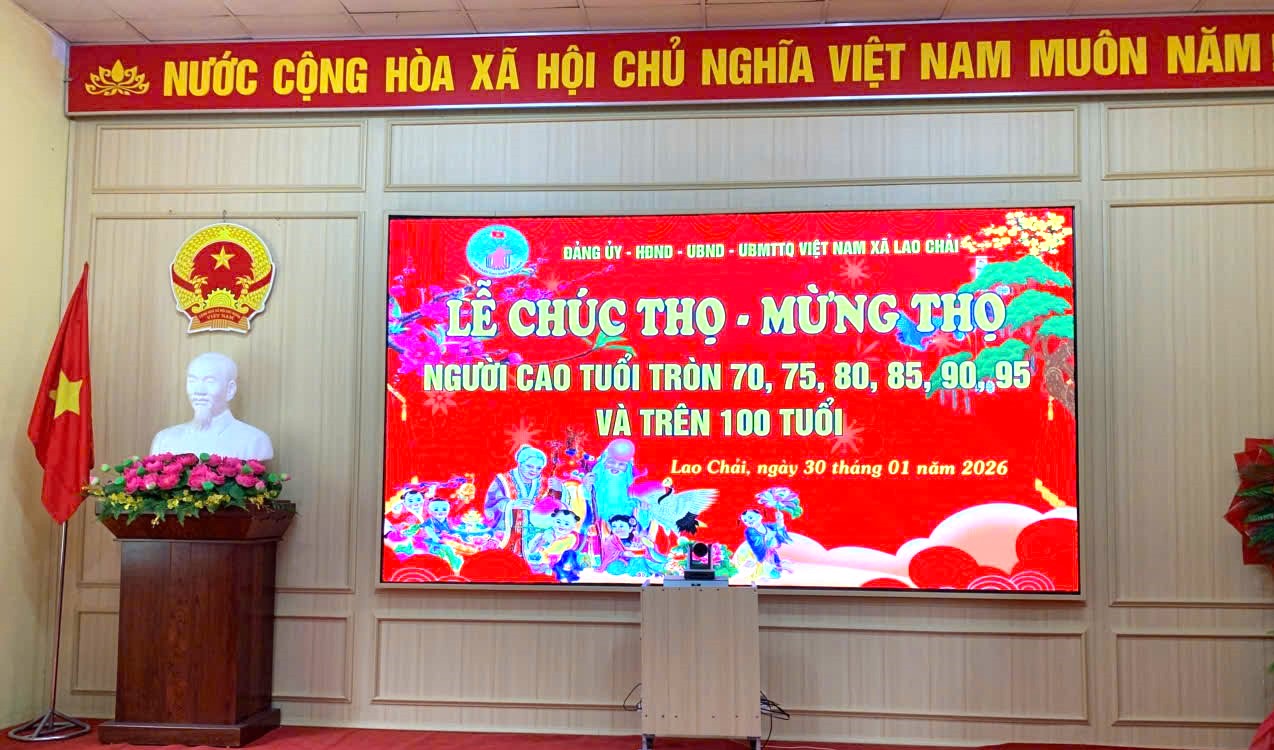 NƯỚC CỘNG HÒA XÃ HỘI CHỦ NGHĨA VIỆT NAM MUÔN NĂM!
ĐẢNG ỦY - HĐND - UBND - UBMTTQ VIỆT NAM XÃ LAO CHẢI
LỄ CHÚC THỌ - MỪNG THỌ
NGƯỜI CAO TUỔI TRÒN 70, 75, 80, 85, 90, 95
VÀ TRÊN 100 TUỔI
Lao Chải, ngày 30 tháng 01 năm 2026
VIỆT NAM